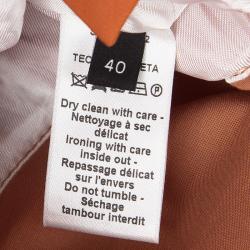 40
Dry clean with care -
Nettoyage à sec
délicat
Ironing with care
inside out -
Repassage délicat
sur l'envers
Do not tumble -
Séchage
tambour interdit